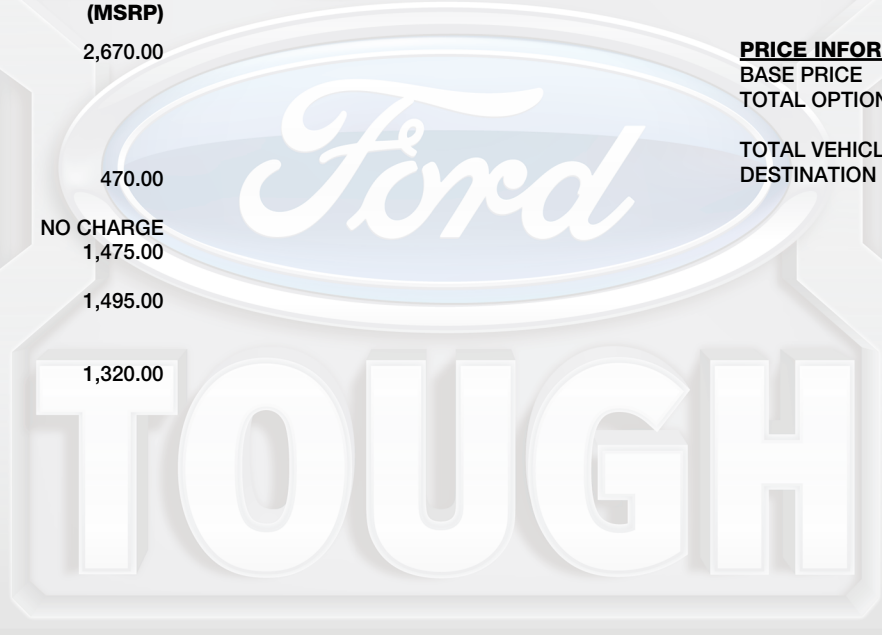 (MSRP)
2,670.00
470.00
NO CHARGE
1,475.00
1,495.00
1,320.00
PRICE INFOR
BASE PRICE
TOTAL OPTION
TOTAL VEHICL
DESTINATION
Ford
TOUGH